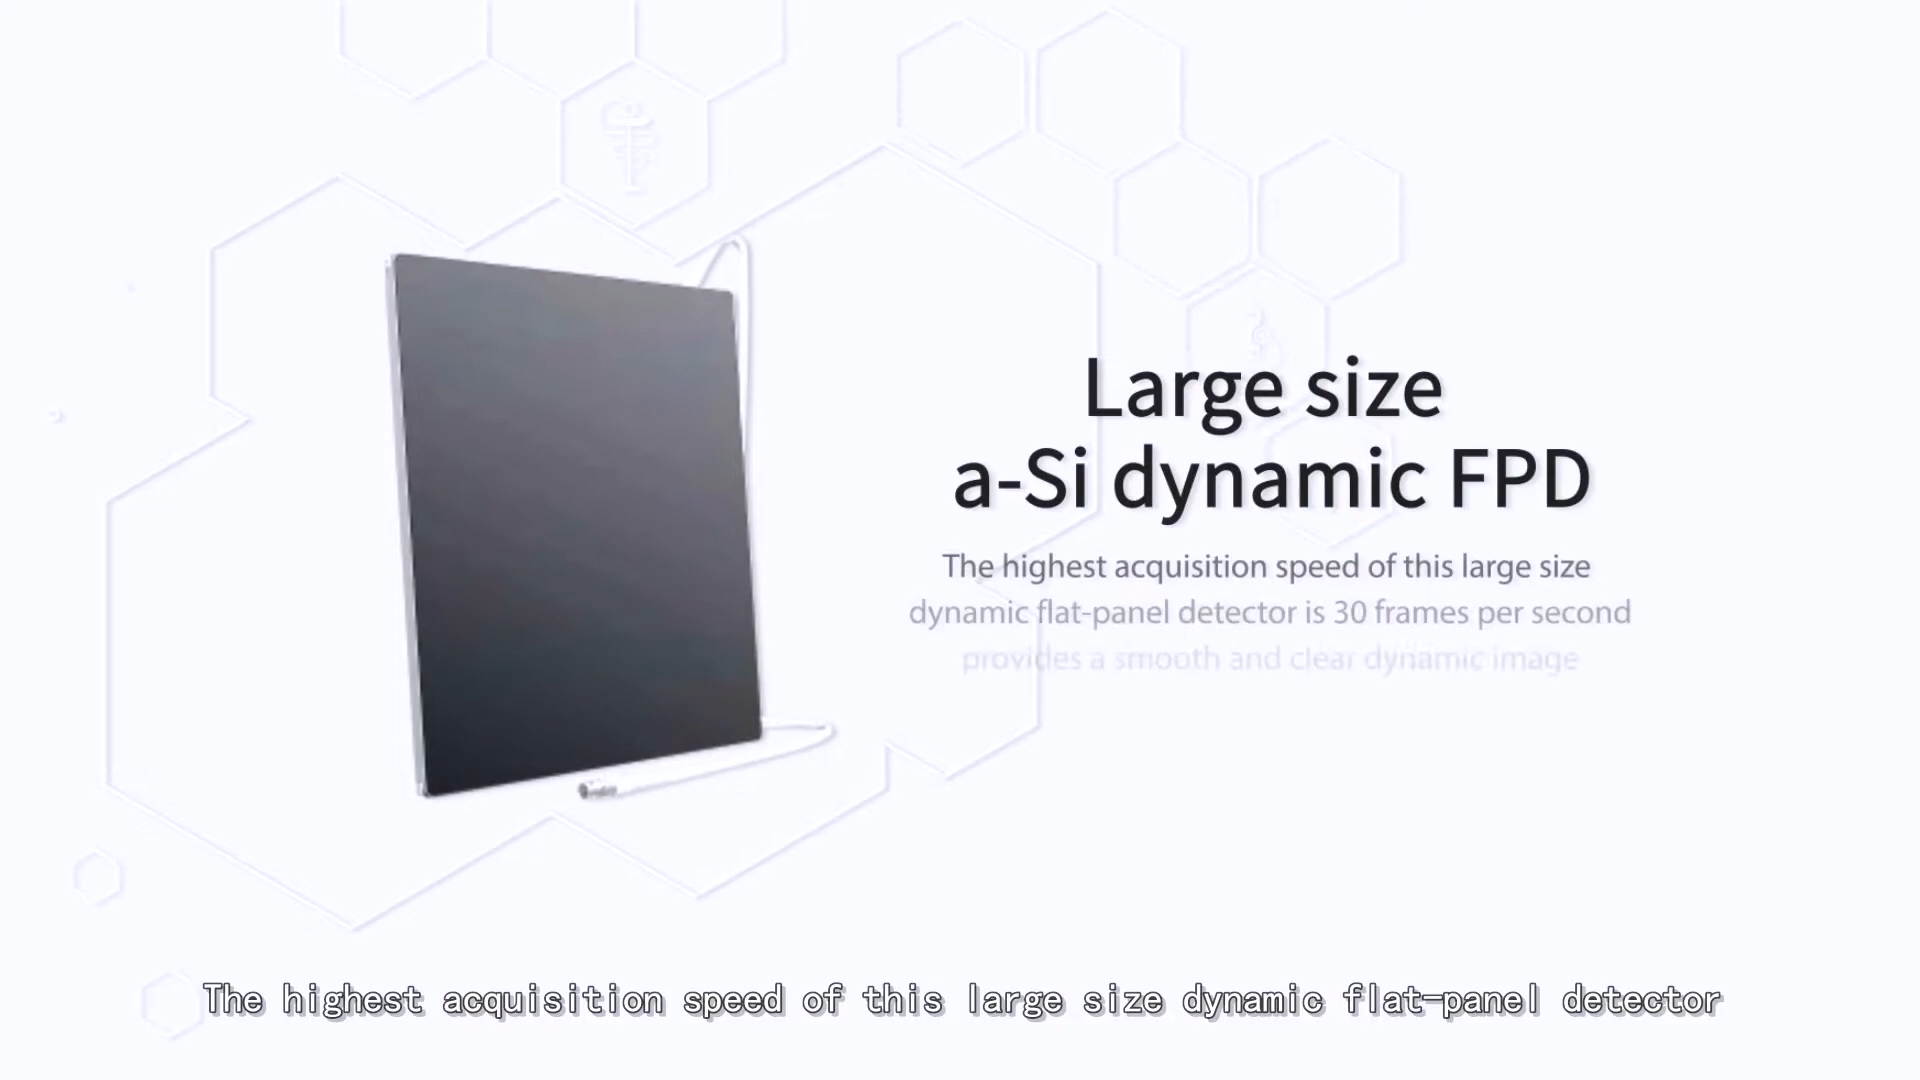 Large size
a-Si dynamic FPD
The highest acquisition speed of this large size
dynamic flat-panel detector is 30 frames per second
provides a smooth and clear dynamic image
The highest acquisition speed of this large size dynamic flat-panel detector